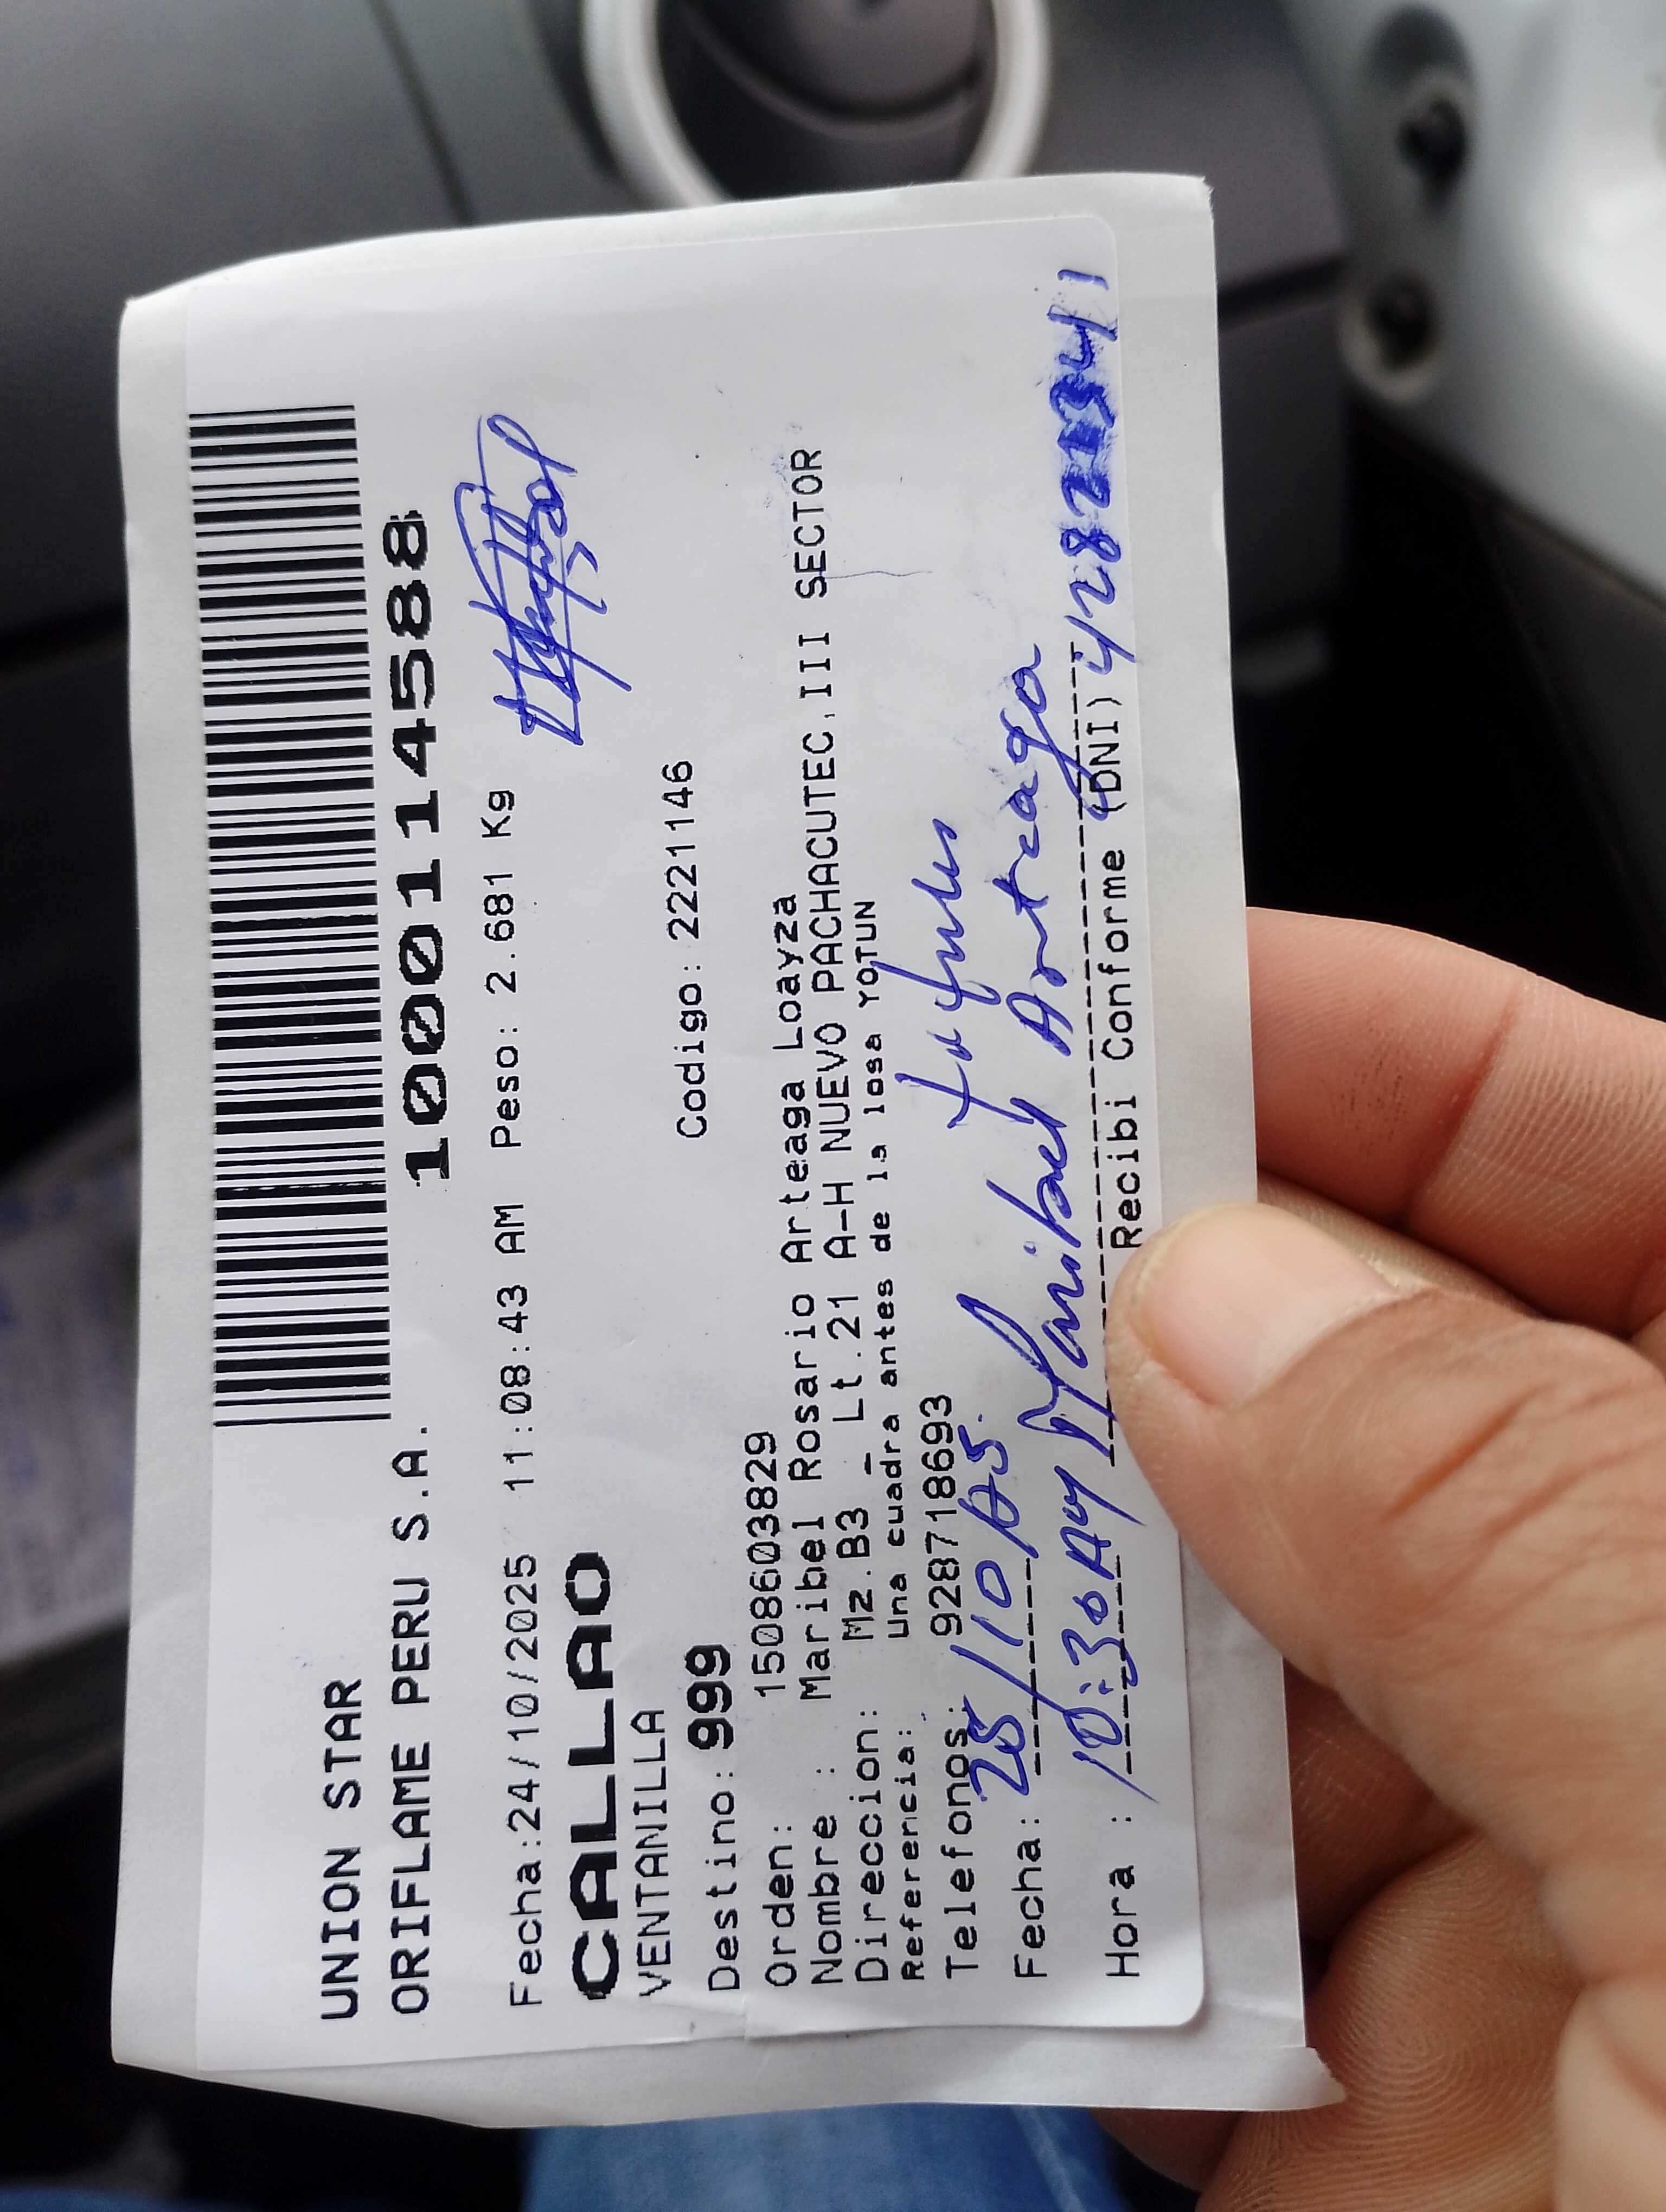 UNION STAR
ORIFLAME PERU S.A.
1000114588
Fecha:24/10/2025 11:08:43 AM Peso: 2.681 Kg
CALLAO
VENTANILLA
Destino: 999 Codigo: 2221146
Orden: 1508603829
Nombre : Maribel Rosario Arteaga Loayza
Direccion: Mz.B3 - Lt.21 A-H NUEVO PACHACUTEC.III SECTOR
Referencia: Una cuadra antes de la losa YOTUN
Telefonos: 928718693
Fecha: 25/10/25.
Hora : 10:30 AM Maribel Arteaga
Recibi Conforme (DNI)